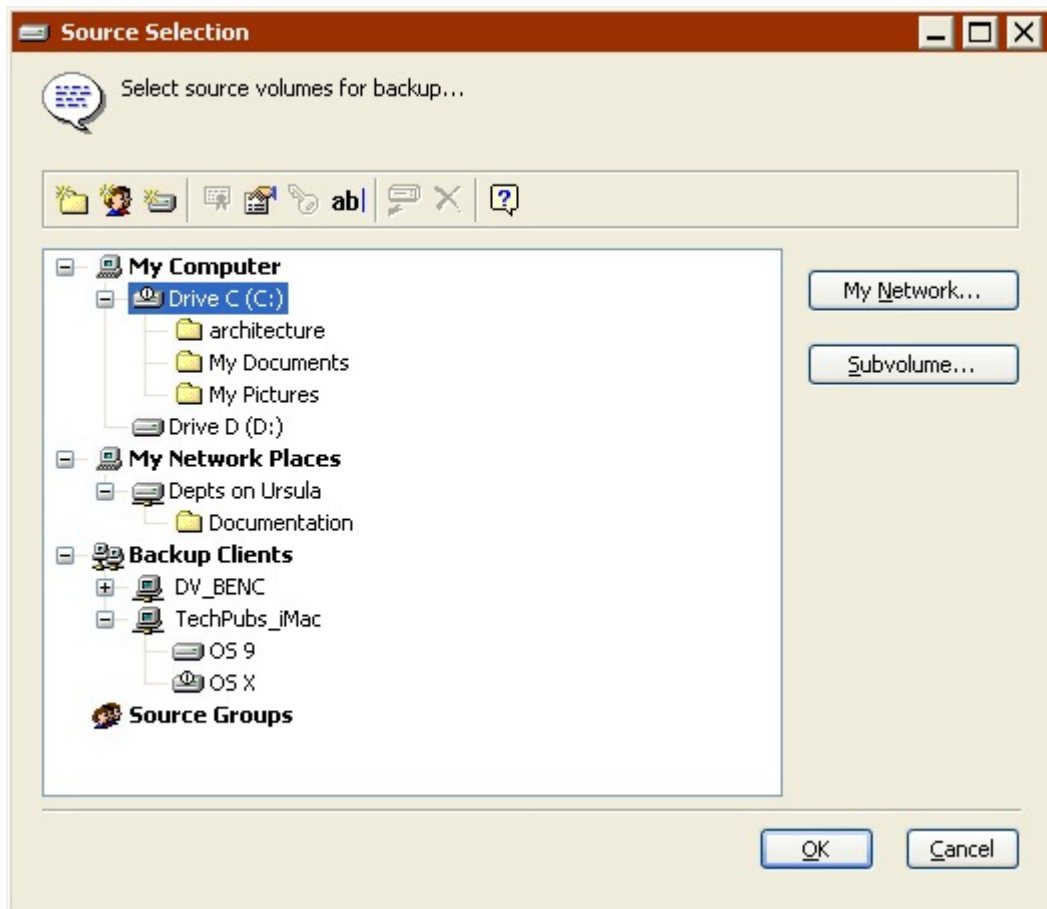 Source Selection
Select source volumes for backup...
ab|
My Computer
Drive C (C:)
architecture
My Documents
My Pictures
Drive D (D:)
My Network Places
Depts on Ursula
Documentation
Backup Clients
DV_BENC
TechPubs_iMac
OS 9
OS X
Source Groups
My Network...
Subvolume...
OK
Cancel